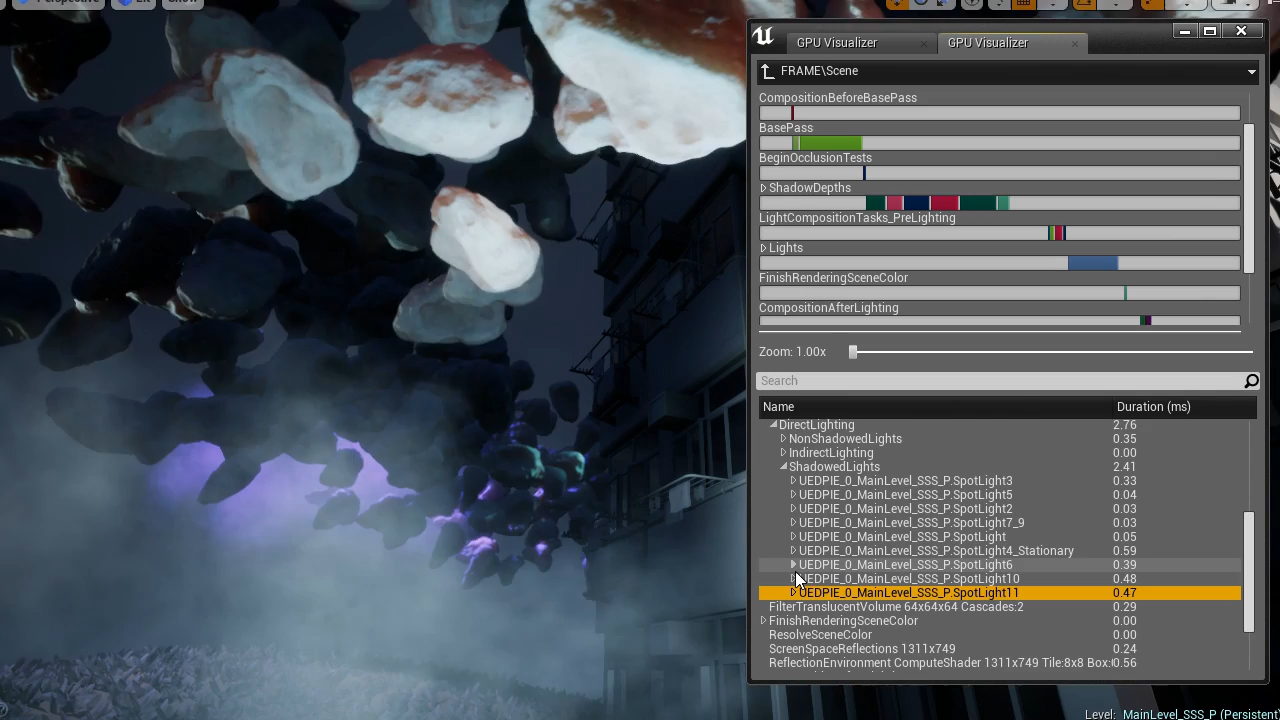 Perspective
Lit
Show
GPU Visualizer
GPU Visualizer
FRAME\Scene
CompositionBeforeBasePass
BasePass
BeginOcclusionTests
ShadowDepths
LightCompositionTasks_PreLighting
Lights
FinishRenderingSceneColor
CompositionAfterLighting
Zoom: 1.00x
Search
Name Duration (ms)
DirectLighting 2.76
NonShadowedLights 0.35
IndirectLighting 0.00
ShadowedLights 2.41
UEDPIE_0_MainLevel_SSS_P.SpotLight3 0.33
UEDPIE_0_MainLevel_SSS_P.SpotLight5 0.04
UEDPIE_0_MainLevel_SSS_P.SpotLight2 0.03
UEDPIE_0_MainLevel_SSS_P.SpotLight7_9 0.03
UEDPIE_0_MainLevel_SSS_P.SpotLight 0.05
UEDPIE_0_MainLevel_SSS_P.SpotLight4_Stationary 0.59
UEDPIE_0_MainLevel_SSS_P.SpotLight6 0.39
UEDPIE_0_MainLevel_SSS_P.SpotLight10 0.48
UEDPIE_0_MainLevel_SSS_P.SpotLight11 0.47
FilterTranslucentVolume 64x64x64 Cascades:2 0.29
FinishRenderingSceneColor 0.00
ResolveSceneColor 0.00
ScreenSpaceReflections 1311x749 0.24
ReflectionEnvironment ComputeShader 1311x749 Tile:8x8 Box: 0.56
Level: MainLevel_SSS_P (Persistent